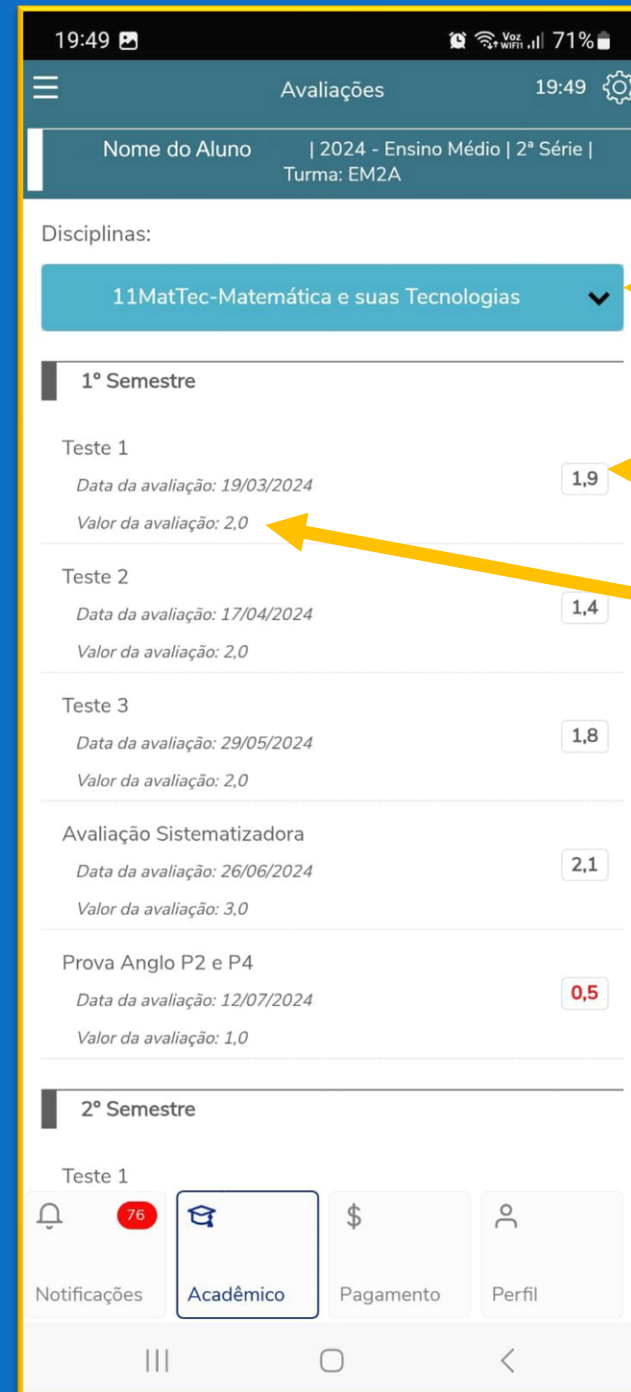 19:49 Voz WiFi 71%
Avaliações 19:49
Nome do Aluno | 2024 - Ensino Médio | 2ª Série |
Turma: EM2A
Disciplinas:
11MatTec-Matemática e suas Tecnologias
1º Semestre
Teste 1
Data da avaliação: 19/03/2024
1,9
Valor da avaliação: 2,0
Teste 2
Data da avaliação: 17/04/2024
1,4
Valor da avaliação: 2,0
Teste 3
Data da avaliação: 29/05/2024
1,8
Valor da avaliação: 2,0
Avaliação Sistematizadora
Data da avaliação: 26/06/2024
2,1
Valor da avaliação: 3,0
Prova Anglo P2 e P4
Data da avaliação: 12/07/2024
0,5
Valor da avaliação: 1,0
2º Semestre
Teste 1
76 $
Notificações Acadêmico Pagamento Perfil